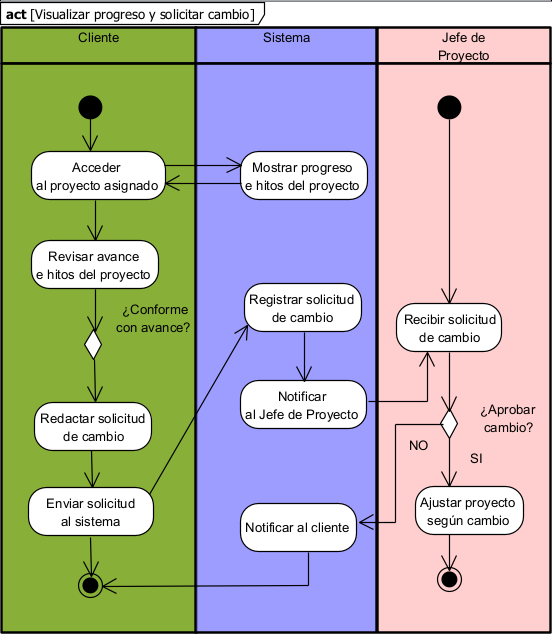 act [Visualizar progreso y solicitar cambio]
Cliente
Sistema
Jefe de
Proyecto
Acceder
al proyecto asignado
Mostrar progreso
e hitos del proyecto
Revisar avance
e hitos del proyecto
¿Conforme
con avance?
Registrar solicitud
de cambio
Recibir solicitud
de cambio
Redactar solicitud
de cambio
Notificar
al Jefe de Proyecto
¿Aprobar
cambio?
NO
SI
Enviar solicitud
al sistema
Notificar al cliente
Ajustar proyecto
según cambio